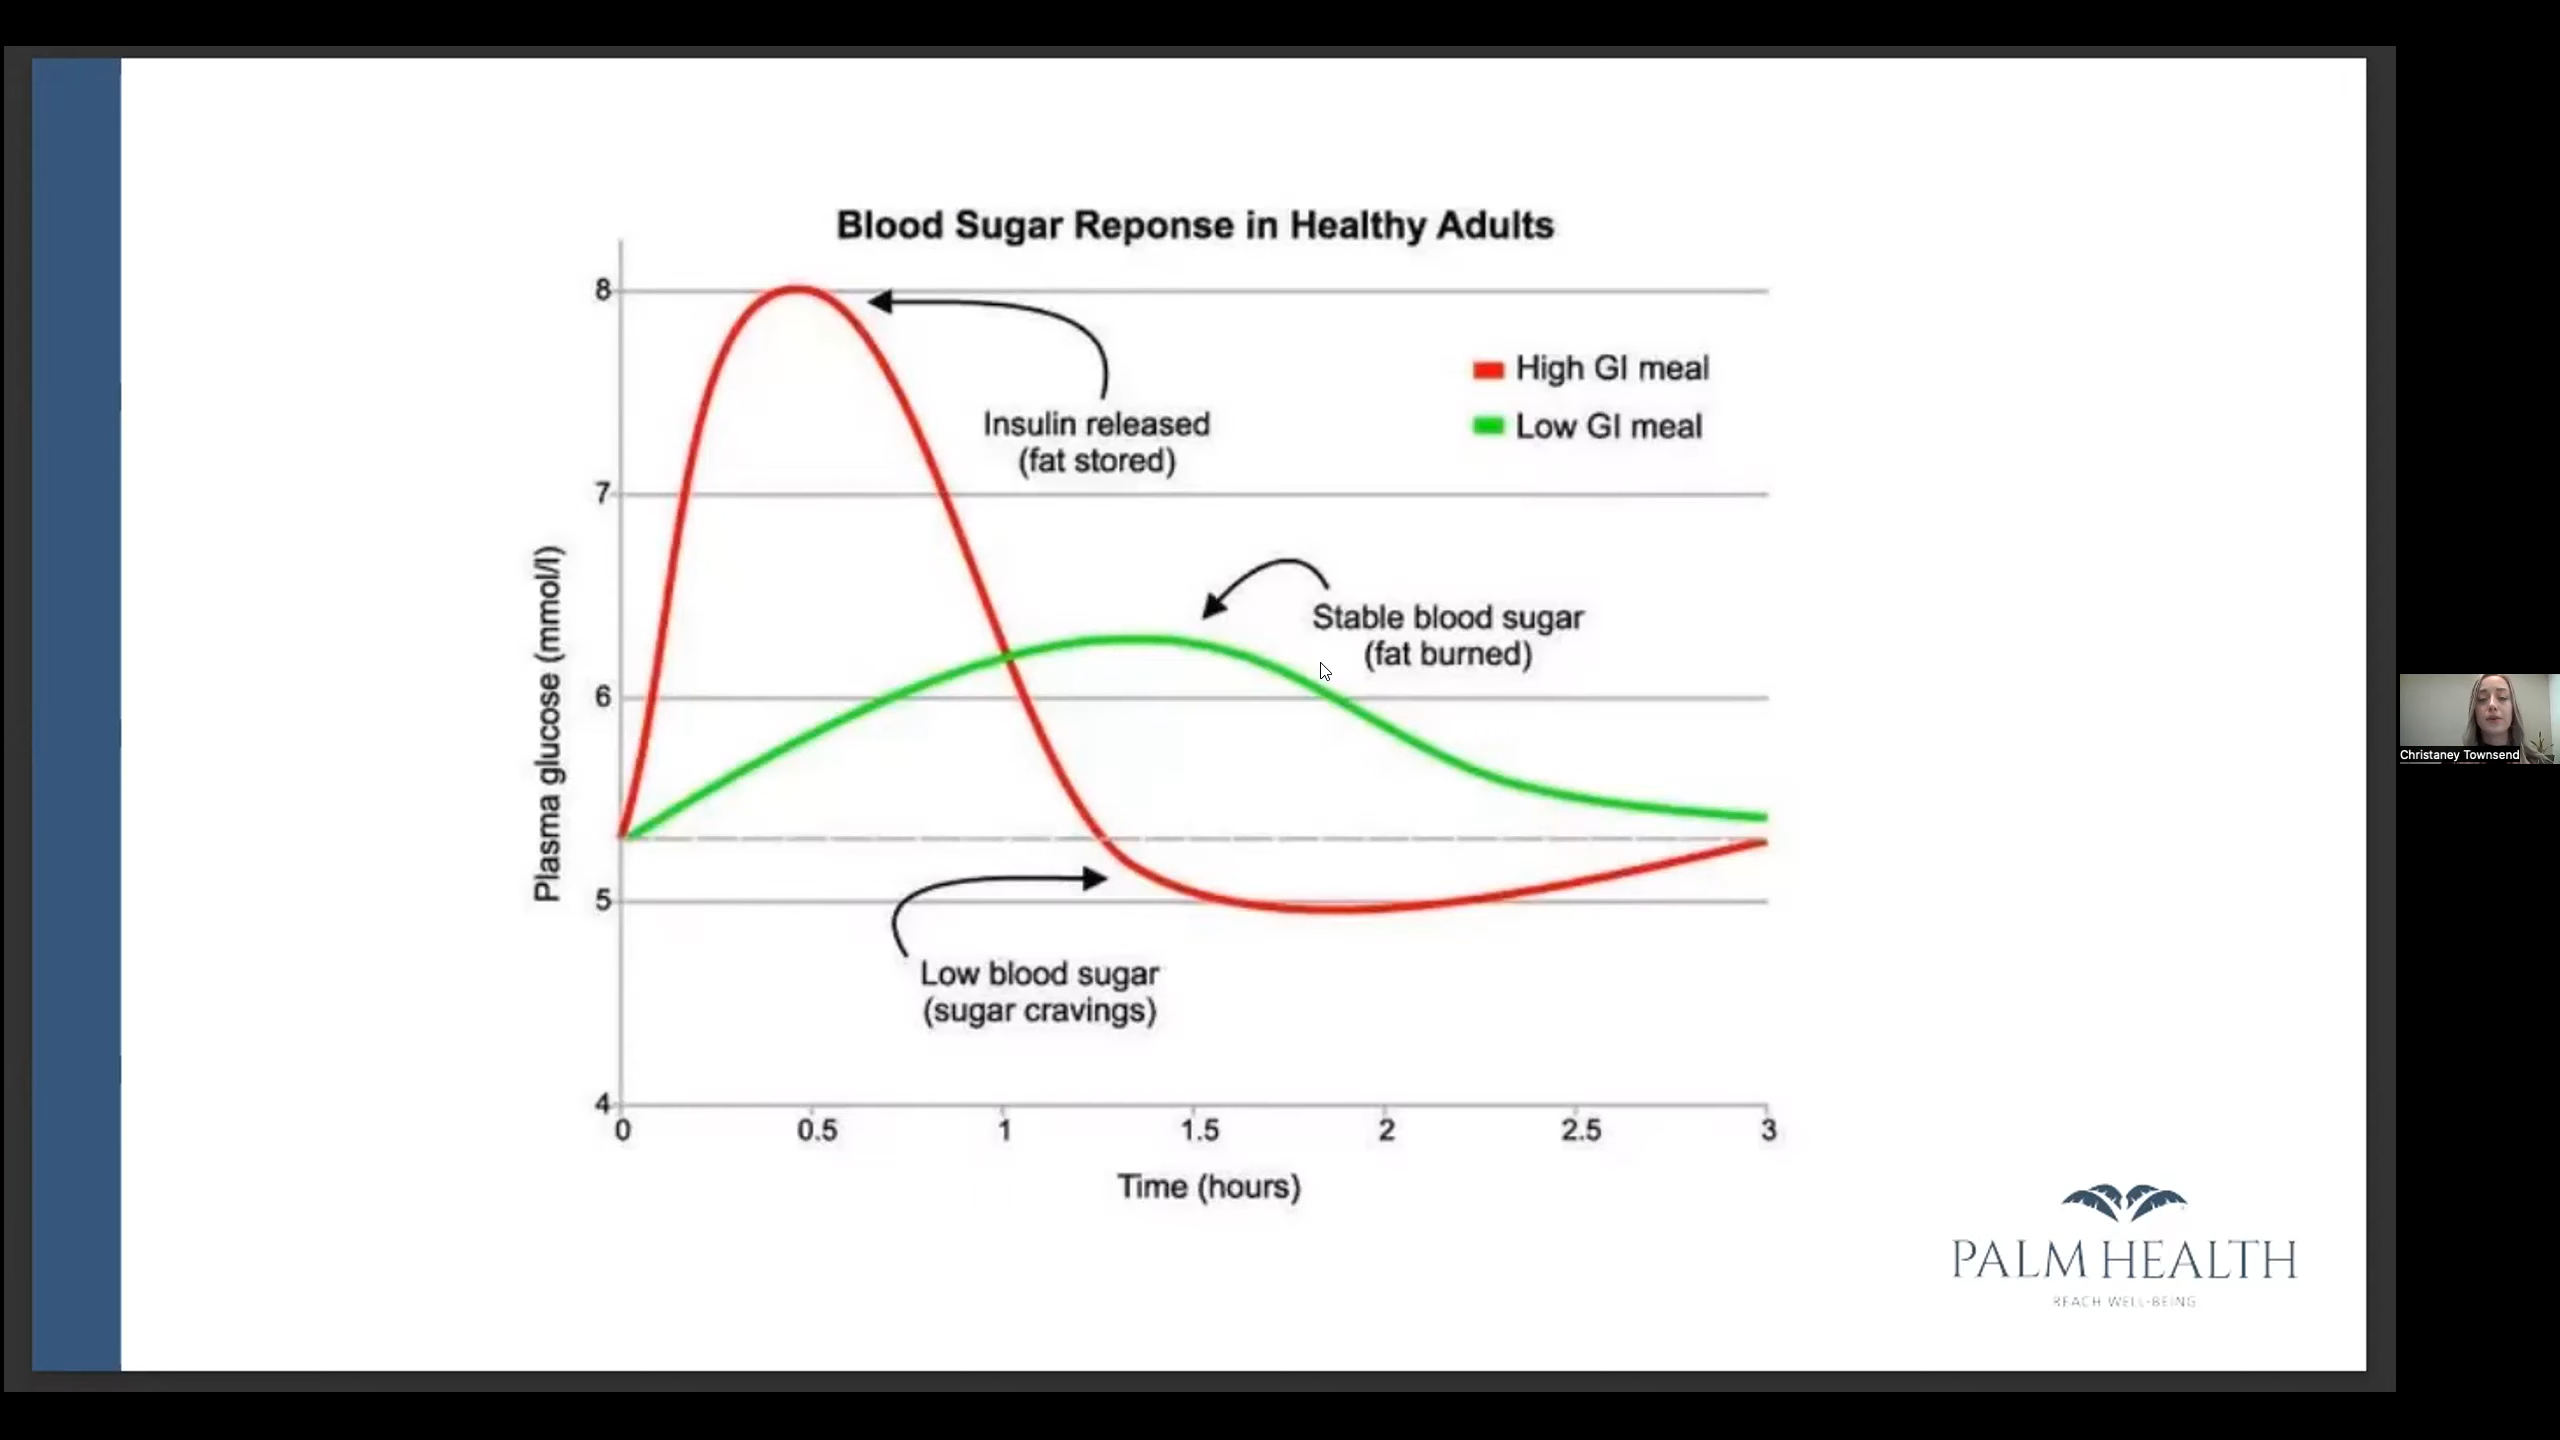 Blood Sugar Reponse in Healthy Adults
8
7
6
5
4
Plasma glucose (mmol/l)
Insulin released
(fat stored)
High GI meal
Low GI meal
Stable blood sugar
(fat burned)
Low blood sugar
(sugar cravings)
0 0.5 1 1.5 2 2.5 3
Time (hours)
PALM HEALTH
REACH WELL-BEING
Christaney Townsend